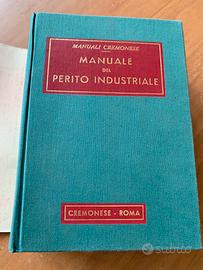 MANUALI CREMONESE
MANUALE
DEL
PERITO INDUSTRIALE
CREMONESE - ROMA
subito